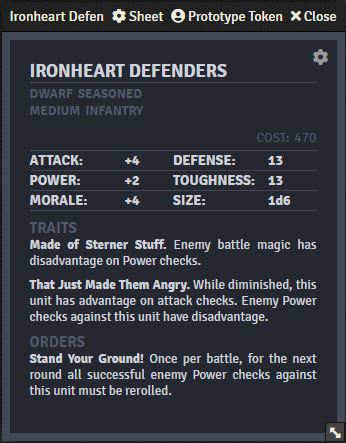 Ironheart Defen Sheet Prototype Token Close
IRONHEART DEFENDERS
DWARF SEASONED
MEDIUM INFANTRY
COST: 470
ATTACK: +4 DEFENSE: 13
POWER: +2 TOUGHNESS: 13
MORALE: +4 SIZE: 1d6
TRAITS
Made of Sterner Stuff. Enemy battle magic has
disadvantage on Power checks.
That Just Made Them Angry. While diminished, this
unit has advantage on attack checks. Enemy Power
checks against this unit have disadvantage.
ORDERS
Stand Your Ground! Once per battle, for the next
round all successful enemy Power checks against
this unit must be rerolled.